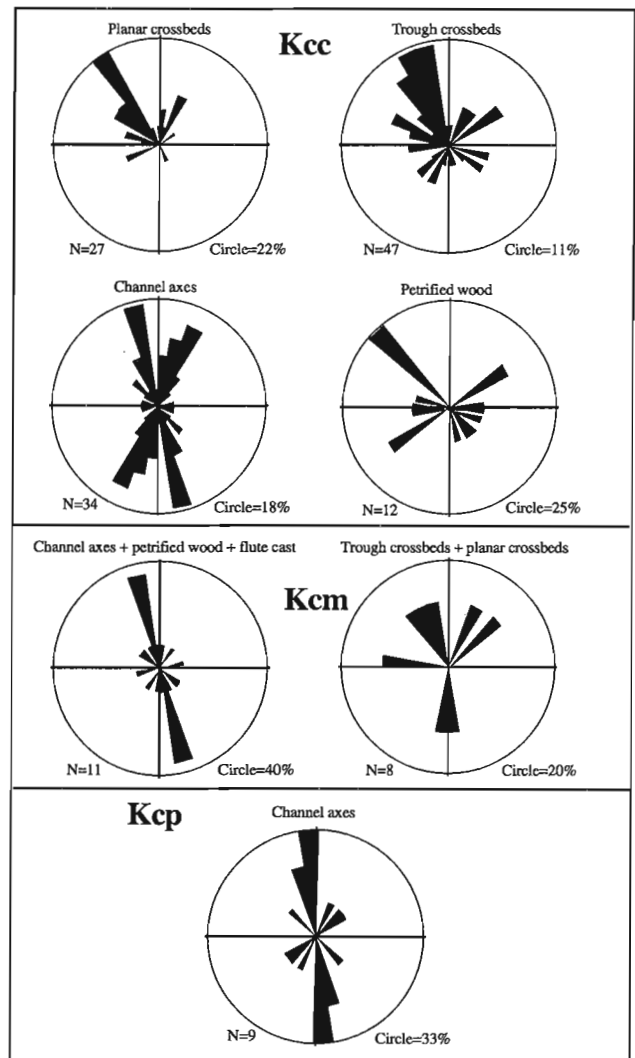 Planar crossbeds
Kcc
Trough crossbeds
N=27
Circle=22%
N=47
Circle=11%
Channel axes
Petrified wood
N=34
Circle=18%
N=12
Circle=25%
Channel axes + petrified wood + flute cast
Trough crossbeds + planar crossbeds
Kcm
N=11
Circle=40%
N=8
Circle=20%
Kcp
Channel axes
N=9
Circle=33%